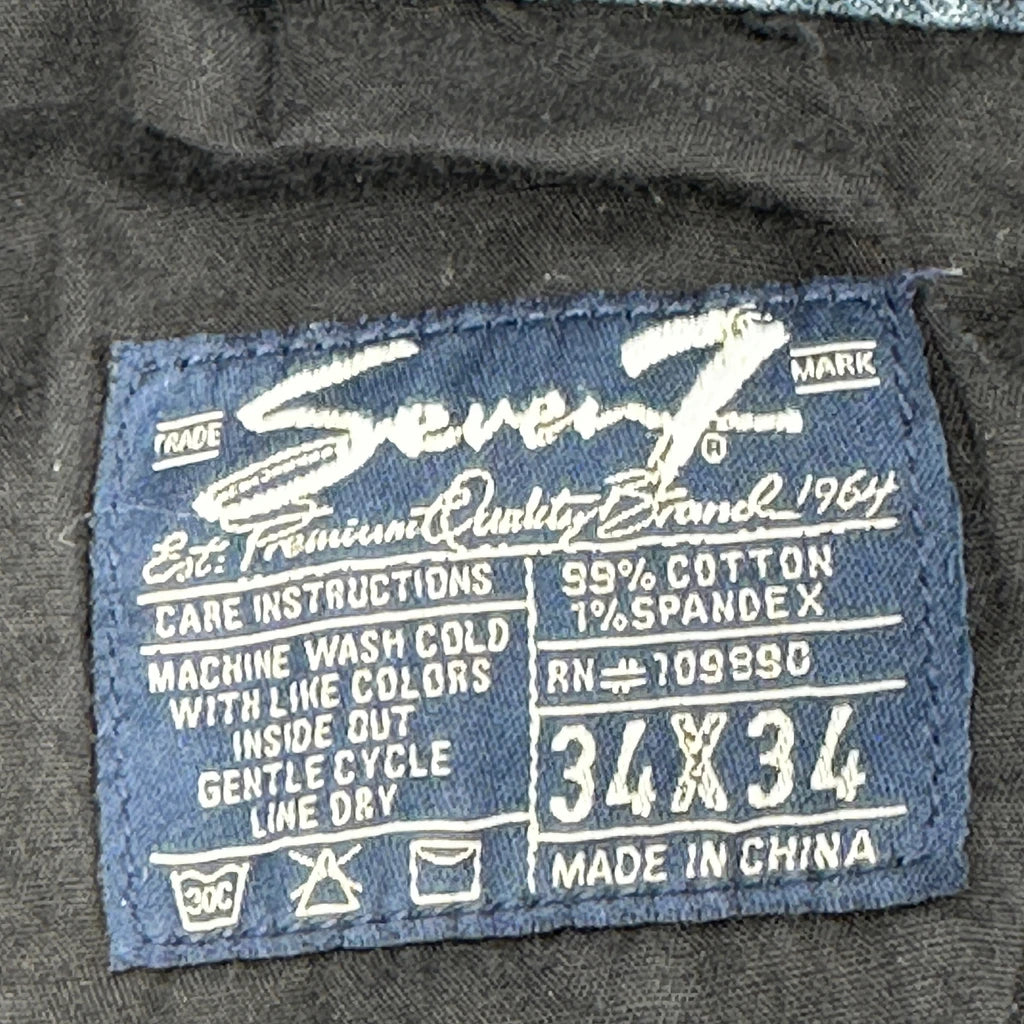 TRADE Seven7® MARK
Est. Premium Quality Brand 1964
CARE INSTRUCTIONS
MACHINE WASH COLD
WITH LIKE COLORS
INSIDE OUT
GENTLE CYCLE
LINE DRY
30C
99% COTTON
1% SPANDEX
RN#109890
34X34
MADE IN CHINA